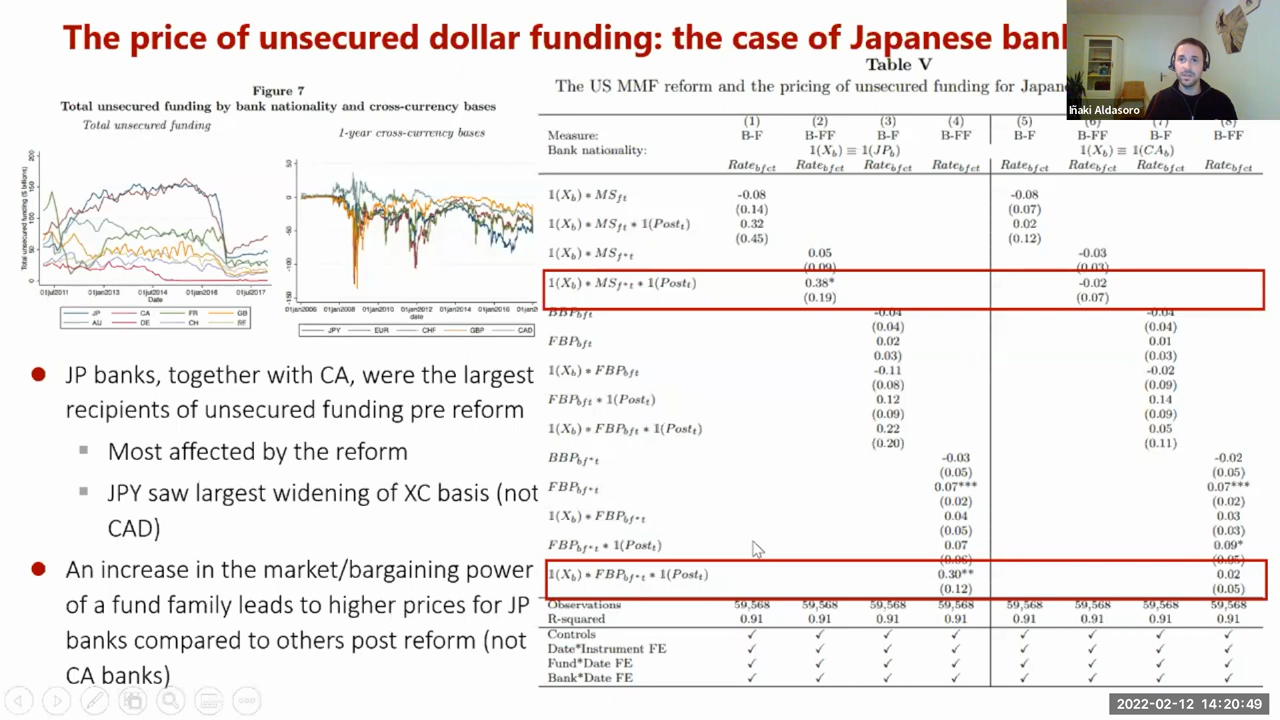 The price of unsecured dollar funding: the case of Japanese bank
Iñaki Aldasoro
Figure 7
Total unsecured funding by bank nationality and cross-currency bases
Total unsecured funding
1-year cross-currency bases
Total unsecured funding ($ billions)
200
150
100
50
0
01jul2011 01jan2013 01jul2014 01jan2016 01jul2017
Date
JP CA FR GB
AU DE CH
50
0
-50
-100
-150
01jan2006 01jan2008 01jan2010 01jan2012 01jan2014 01jan2016
date
JPY EUR CHF GBP CAD
JP banks, together with CA, were the largest
recipients of unsecured funding pre reform
Most affected by the reform
JPY saw largest widening of XC basis (not
CAD)
An increase in the market/bargaining power
of a fund family leads to higher prices for JP
banks compared to others post reform (not
CA banks)
Table V
The US MMF reform and the pricing of unsecured funding for Japan
(1) (2) (3) (4) (5) (6) (7) (8)
Measure: B-F B-FF B-F B-FF B-F B-FF B-F B-FF
Bank nationality: 1(X_b) ≡ 1(JP_b) 1(X_b) ≡ 1(CA_b)
Rate_bfct Rate_bfct Rate_bfct Rate_bfct Rate_bfct Rate_bfct Rate_bfct Rate_bfct
1(X_b) * MS_ft -0.08 -0.08
(0.14) (0.07)
1(X_b) * MS_ft * 1(Post_t) 0.32 0.02
(0.45) (0.12)
1(X_b) * MS_f*t 0.05 -0.03
(0.09) (0.03)
1(X_b) * MS_f*t * 1(Post_t) 0.38* -0.02
(0.19) (0.07)
BBP_bft -0.04 -0.04
(0.04) (0.04)
FBP_bft 0.02 0.01
(0.03) (0.03)
1(X_b) * FBP_bft -0.11 -0.02
(0.08) (0.09)
FBP_bft * 1(Post_t) 0.12 0.14
(0.09) (0.09)
1(X_b) * FBP_bft * 1(Post_t) 0.22 0.05
(0.20) (0.11)
BBP_bf*t -0.03 -0.02
(0.05) (0.05)
FBP_bf*t 0.07*** 0.07***
(0.02) (0.02)
1(X_b) * FBP_bf*t 0.04 0.03
(0.05) (0.03)
FBP_bf*t * 1(Post_t) 0.07 0.09*
(0.06) (0.05)
1(X_b) * FBP_bf*t * 1(Post_t) 0.30** 0.02
(0.12) (0.05)
Observations 59,568 59,568 59,568 59,568 59,568 59,568 59,568 59,568
R-squared 0.91 0.91 0.91 0.91 0.91 0.91 0.91 0.91
Controls ✓ ✓ ✓ ✓ ✓ ✓ ✓ ✓
Date*Instrument FE ✓ ✓ ✓ ✓ ✓ ✓ ✓ ✓
Fund*Date FE ✓ ✓ ✓ ✓ ✓ ✓ ✓ ✓
Bank*Date FE ✓ ✓ ✓ ✓ ✓ ✓ ✓ ✓
2022-02-12 14:20:49